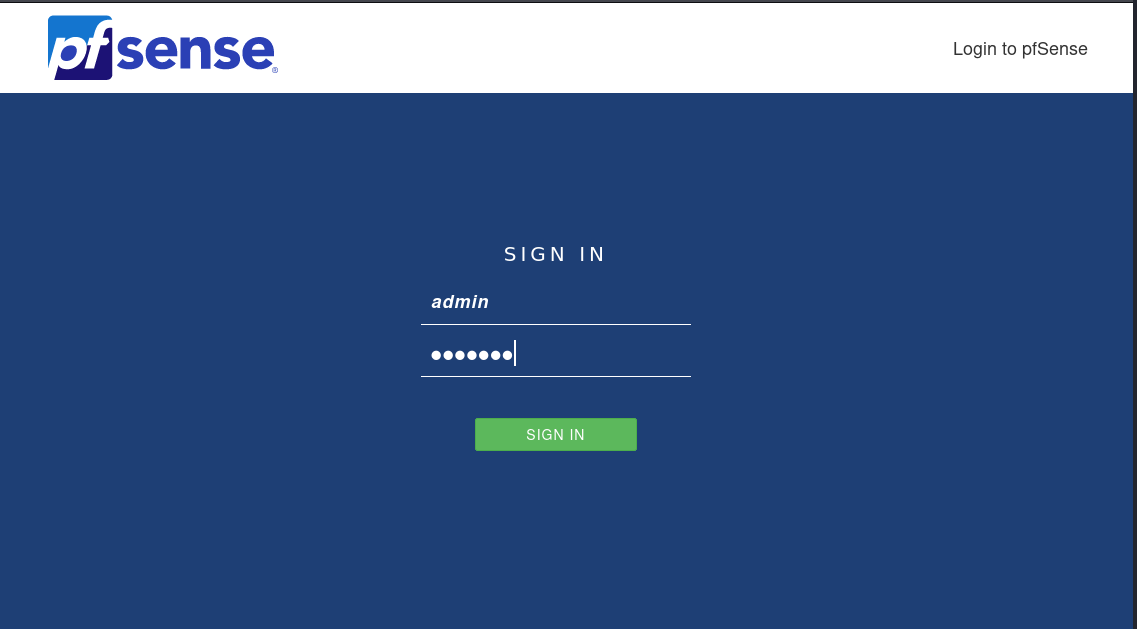 pfsense®
Login to pfSense
SIGN IN
admin
•••••••
SIGN IN